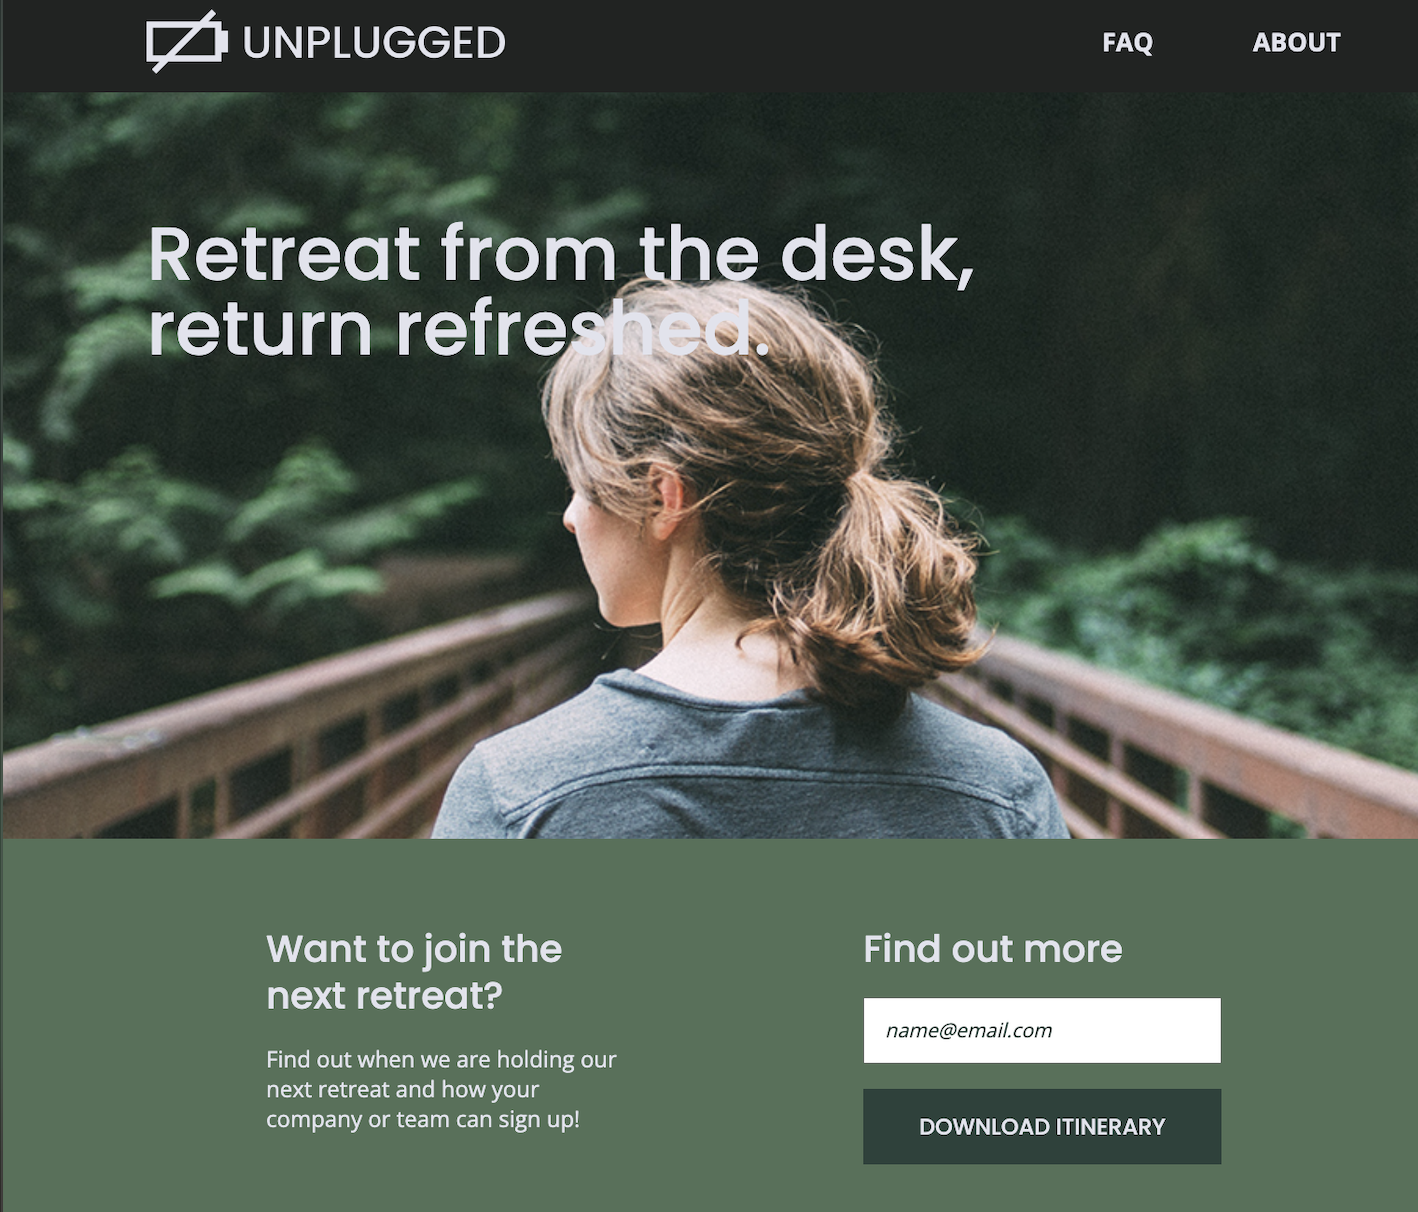 UNPLUGGED
FAQ
ABOUT
Retreat from the desk,
return refreshed.
Want to join the
next retreat?
Find out when we are holding our
next retreat and how your
company or team can sign up!
Find out more
name@email.com
DOWNLOAD ITINERARY